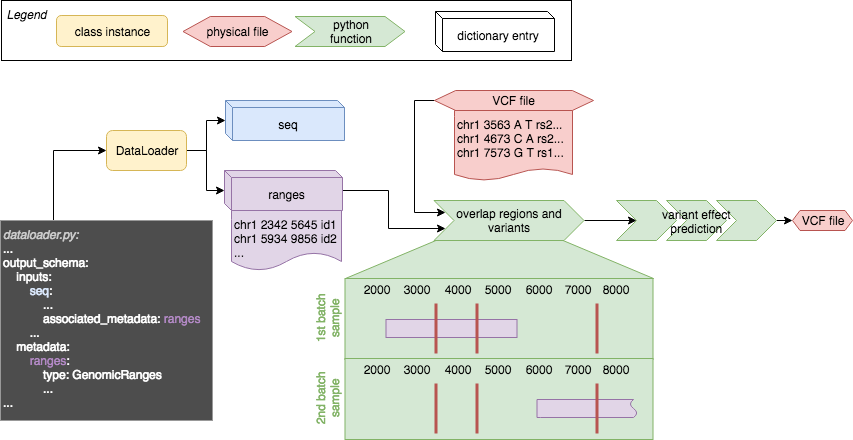 Legend
class instance
physical file
python
function
dictionary entry
VCF file
chr1 3563 A T rs2...
chr1 4673 C A rs2...
chr1 7573 G T rs1...
seq
DataLoader
ranges
chr1 2342 5645 id1
chr1 5934 9856 id2
...
overlap regions and
variants
variant effect
prediction
VCF file
dataloader.py:
...
output_schema:
inputs:
seq:
...
associated_metadata: ranges
...
metadata:
ranges:
type: GenomicRanges
...
...
1st batch
sample
2000 3000 4000 5000 6000 7000 8000
2nd batch
sample
2000 3000 4000 5000 6000 7000 8000